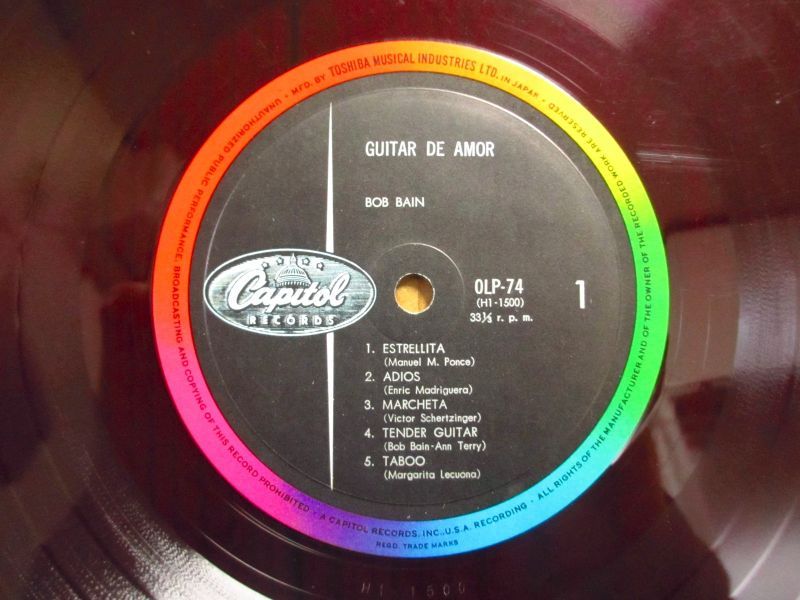 MFD. BY TOSHIBA MUSICAL INDUSTRIES LTD. IN JAPAN • ALL RIGHTS OF THE MANUFACTURER AND OF THE OWNER OF THE RECORDED WORK ARE RESERVED
UNAUTHORIZED PUBLIC PERFORMANCE, BROADCASTING AND COPYING OF THIS RECORD PROHIBITED • A CAPITOL RECORDS, INC., U.S.A. RECORDING •
REGD. TRADE MARKS
GUITAR DE AMOR
BOB BAIN
Capitol
RECORDS
OLP-74
(H1-1500)
33⅓ r. p. m.
1
1. ESTRELLITA
(Manuel M. Ponce)
2. ADIOS
(Enric Madriguera)
3. MARCHETA
(Victor Schertzinger)
4. TENDER GUITAR
(Bob Bain-Ann Terry)
5. TABOO
(Margarita Lecuona)
H1-1500